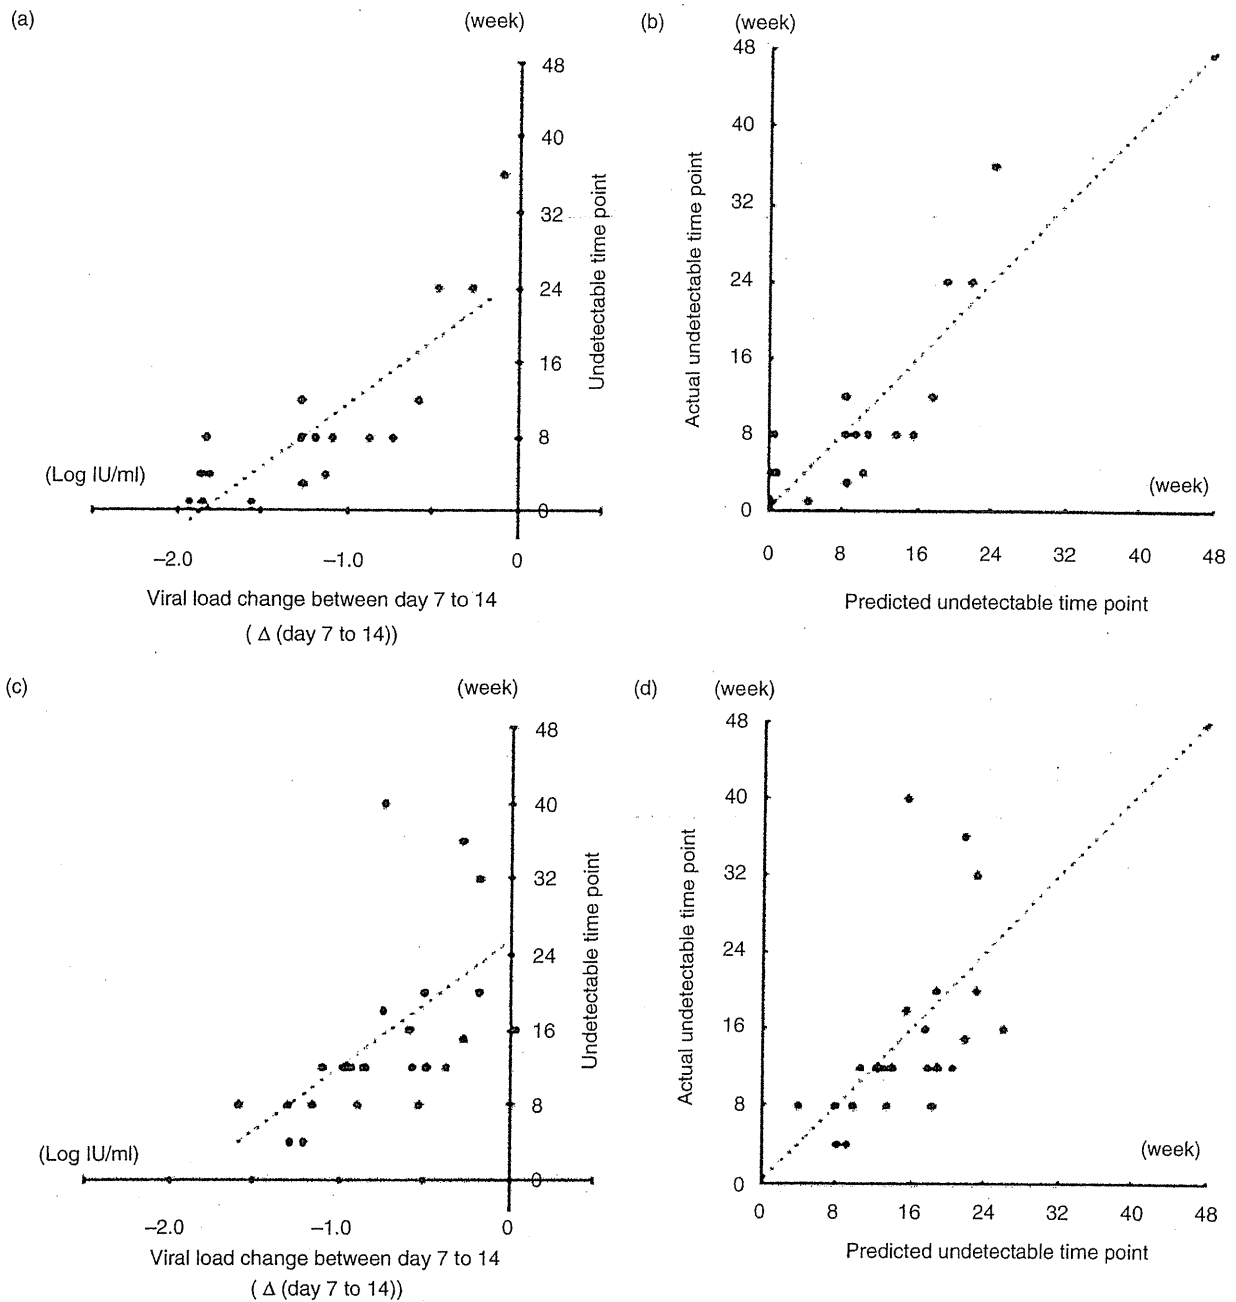 (a)
(week)
48
40
32
24
16
8
0
Undetectable time point
(Log IU/ml)
–2.0 –1.0 0
Viral load change between day 7 to 14
( Δ (day 7 to 14))
(b)
(week)
48
40
32
24
16
8
0
Actual undetectable time point
(week)
0 8 16 24 32 40 48
Predicted undetectable time point
(c)
(week)
48
40
32
24
16
8
0
Undetectable time point
(Log IU/ml)
–2.0 –1.0 0
Viral load change between day 7 to 14
( Δ (day 7 to 14))
(d)
(week)
48
40
32
24
16
8
0
Actual undetectable time point
(week)
0 8 16 24 32 40 48
Predicted undetectable time point